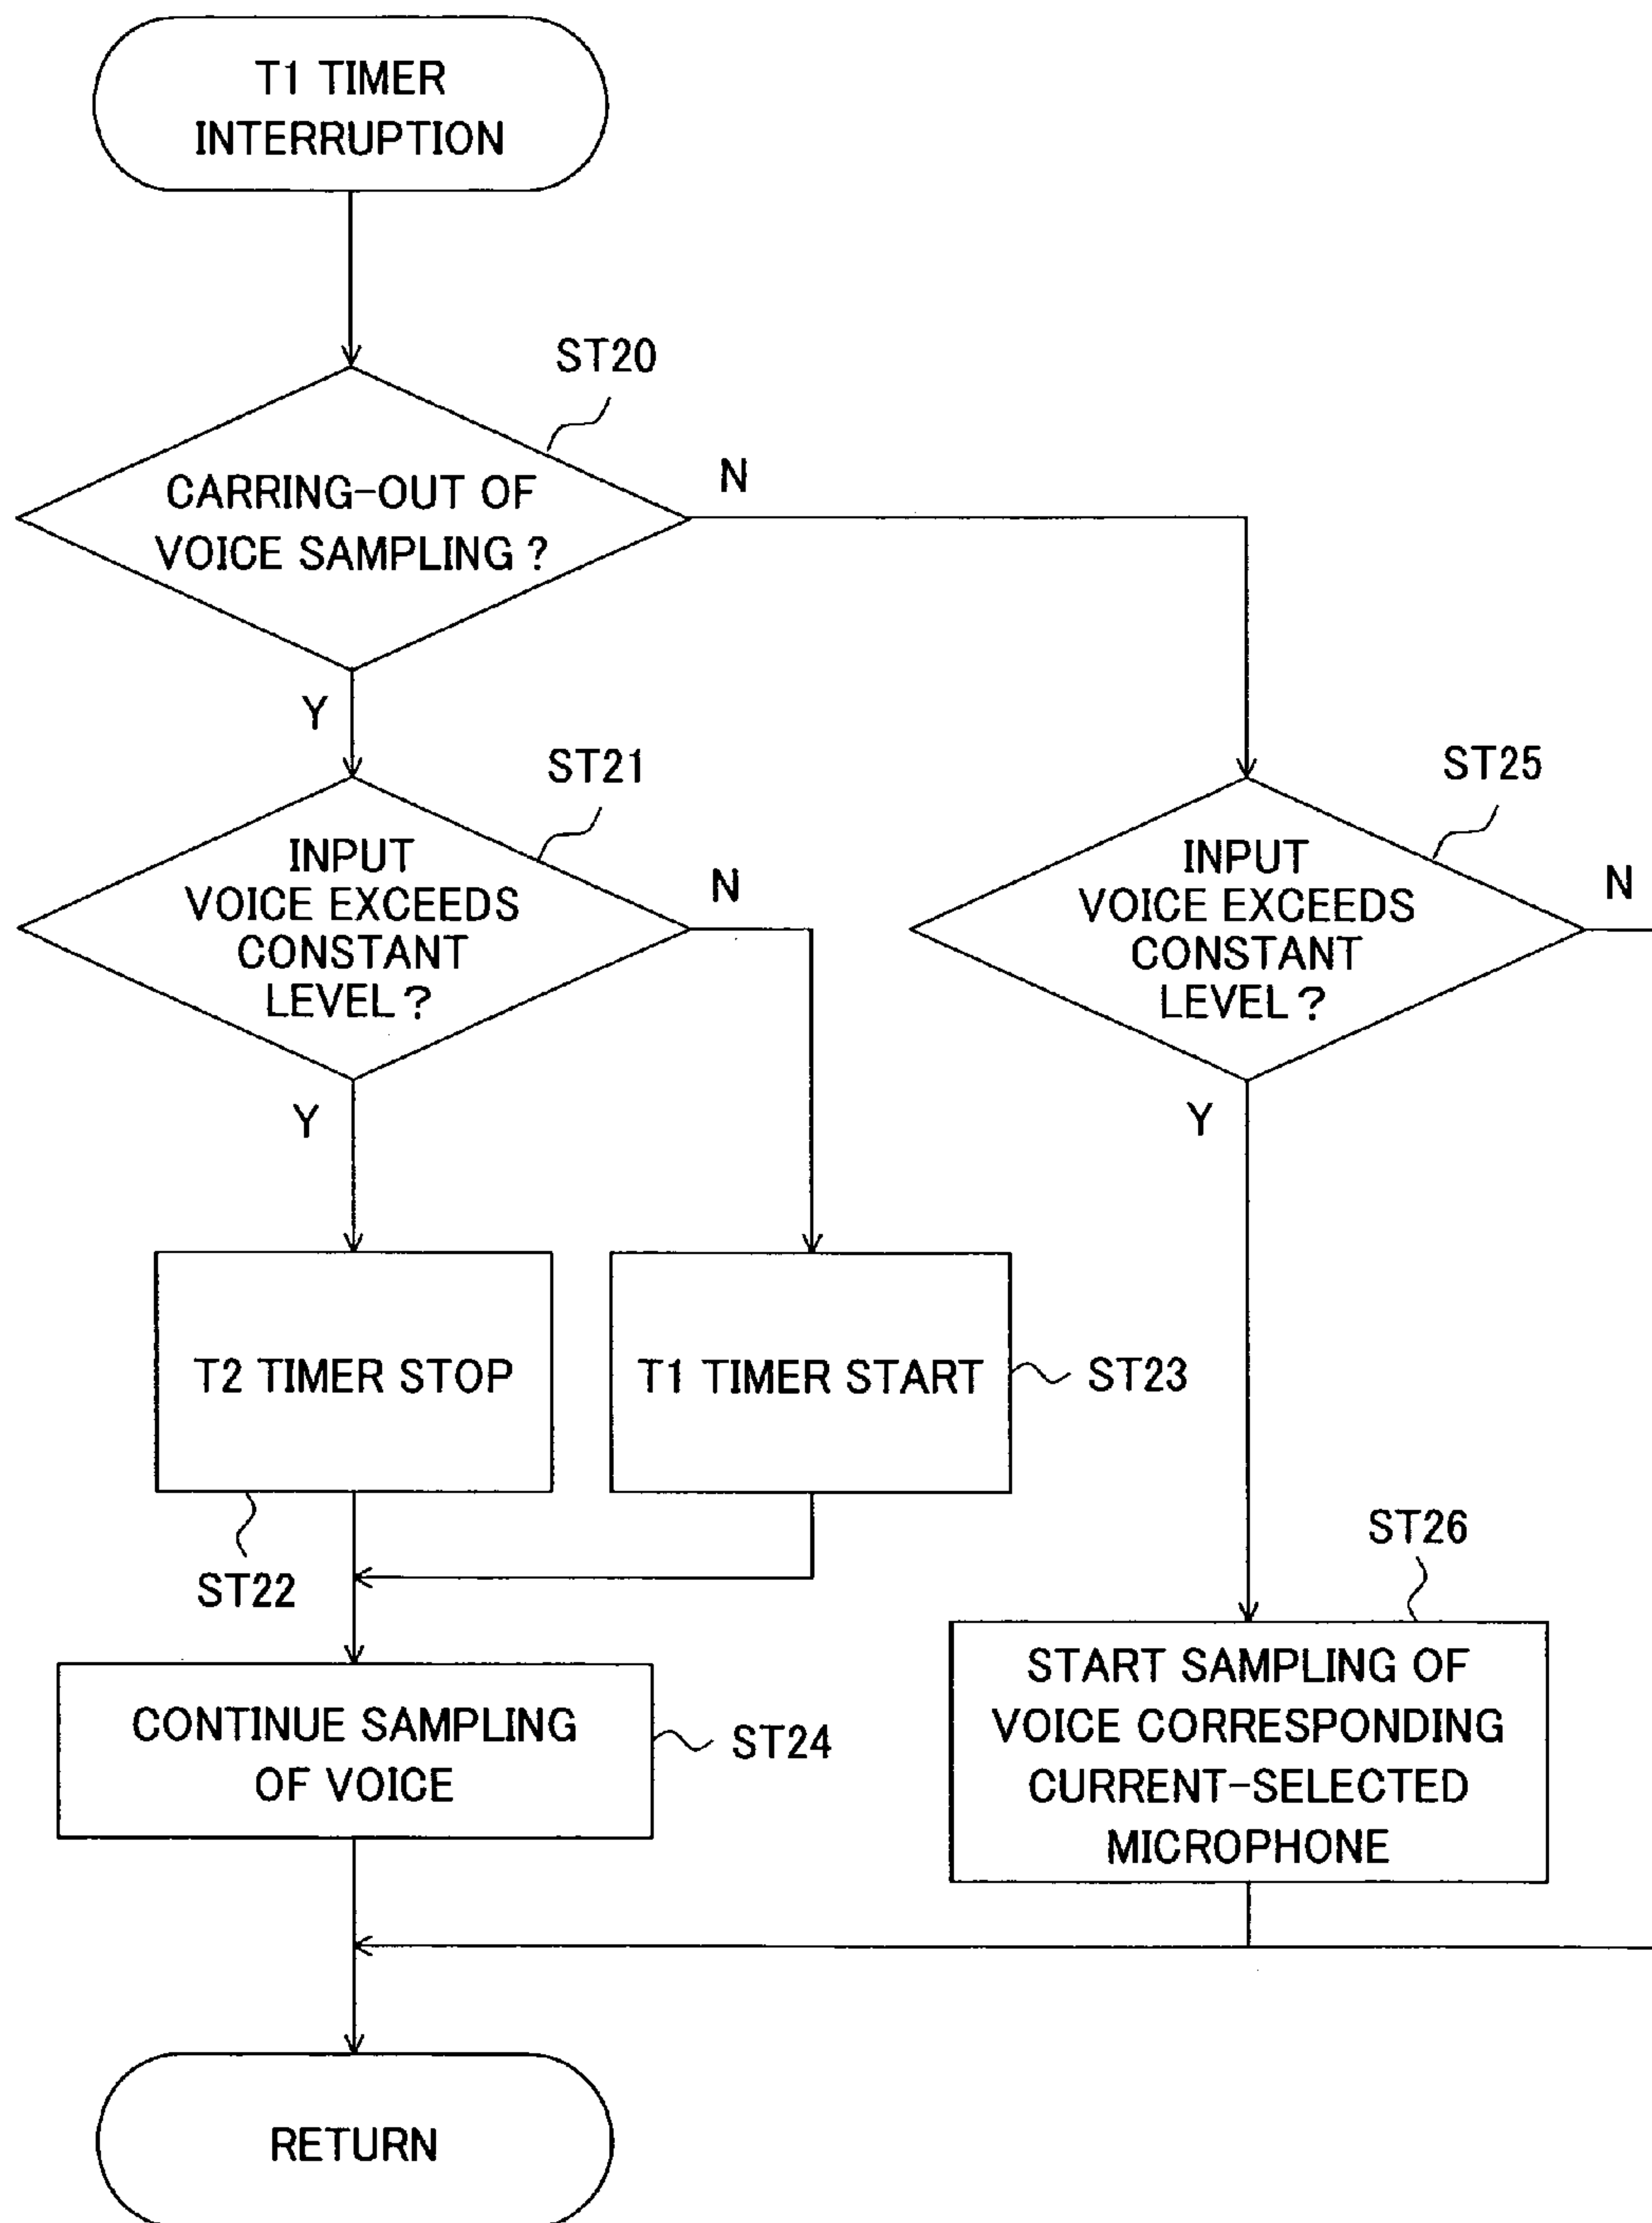 T1 TIMER
INTERRUPTION
ST20
CARRING-OUT OF
VOICE SAMPLING ?
N
Y
ST21
INPUT
VOICE EXCEEDS
CONSTANT
LEVEL ?
N
Y
ST25
INPUT
VOICE EXCEEDS
CONSTANT
LEVEL ?
N
Y
T2 TIMER STOP
ST22
T1 TIMER START
ST23
CONTINUE SAMPLING
OF VOICE
ST24
ST26
START SAMPLING OF
VOICE CORRESPONDING
CURRENT-SELECTED
MICROPHONE
RETURN